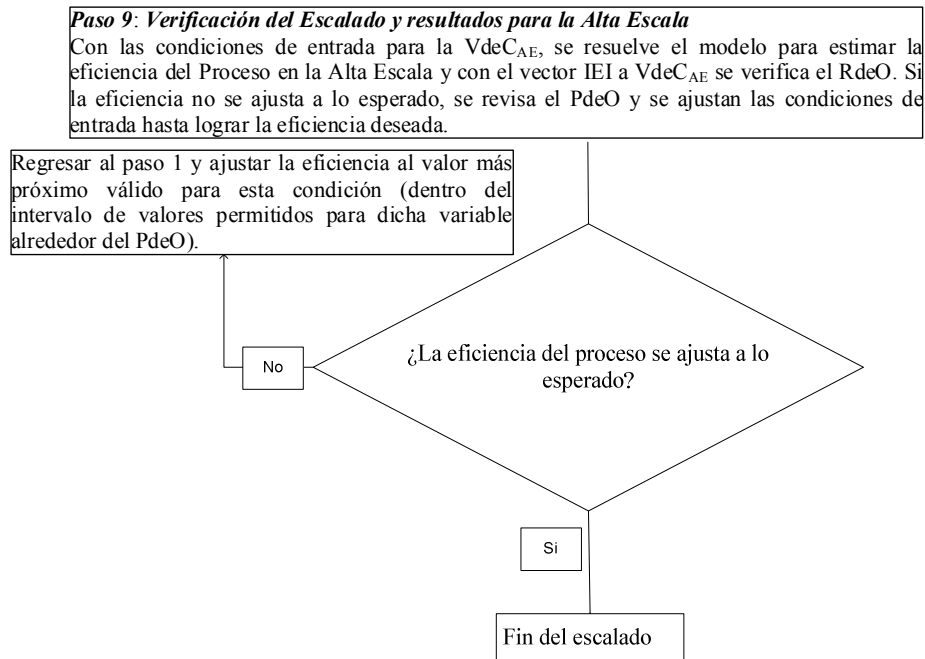 Paso 9: Verificación del Escalado y resultados para la Alta Escala
Con las condiciones de entrada para la VdeCAE, se resuelve el modelo para estimar la
eficiencia del Proceso en la Alta Escala y con el vector IEI a VdeCAE se verifica el RdeO. Si
la eficiencia no se ajusta a lo esperado, se revisa el PdeO y se ajustan las condiciones de
entrada hasta lograr la eficiencia deseada.
Regresar al paso 1 y ajustar la eficiencia al valor más
próximo válido para esta condición (dentro del
intervalo de valores permitidos para dicha variable
alrededor del PdeO).
No
¿La eficiencia del proceso se ajusta a lo
esperado?
Si
Fin del escalado